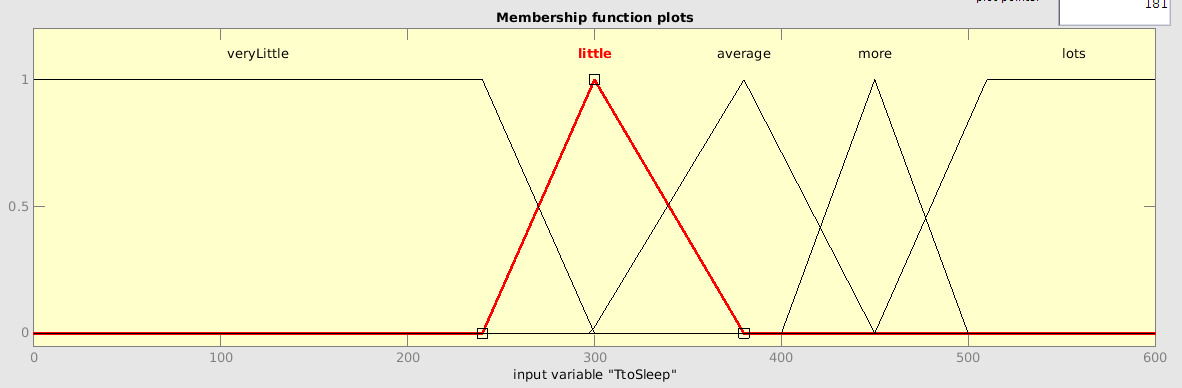 181
Membership function plots
veryLittle little average more lots
1
0.5
0
0 100 200 300 400 500 600
input variable "TtoSleep"